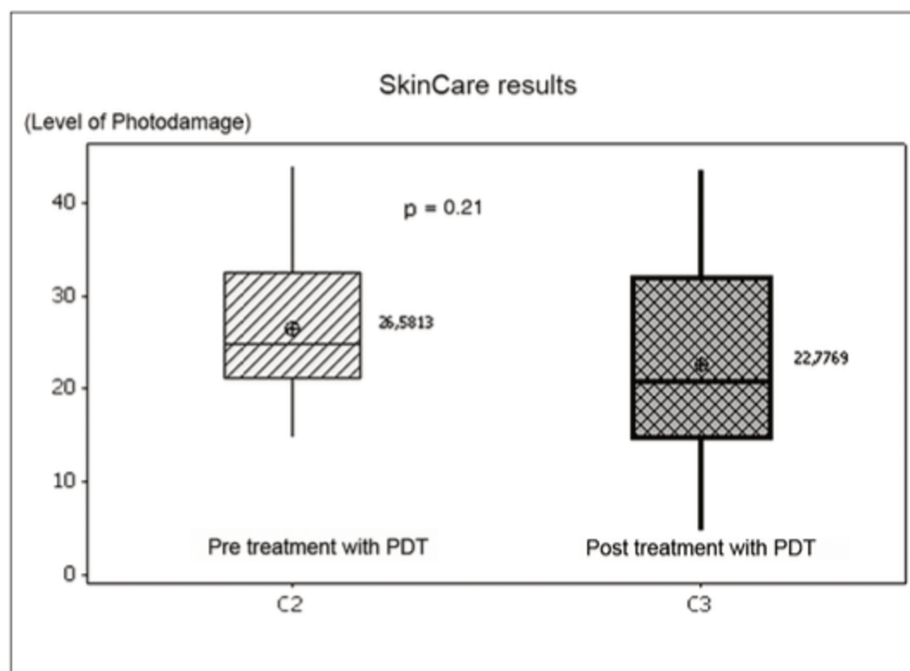 SkinCare results
(Level of Photodamage)
40
p = 0.21
30
26,5813
22,7769
20
10
Pre treatment with PDT
Post treatment with PDT
0
C2
C3